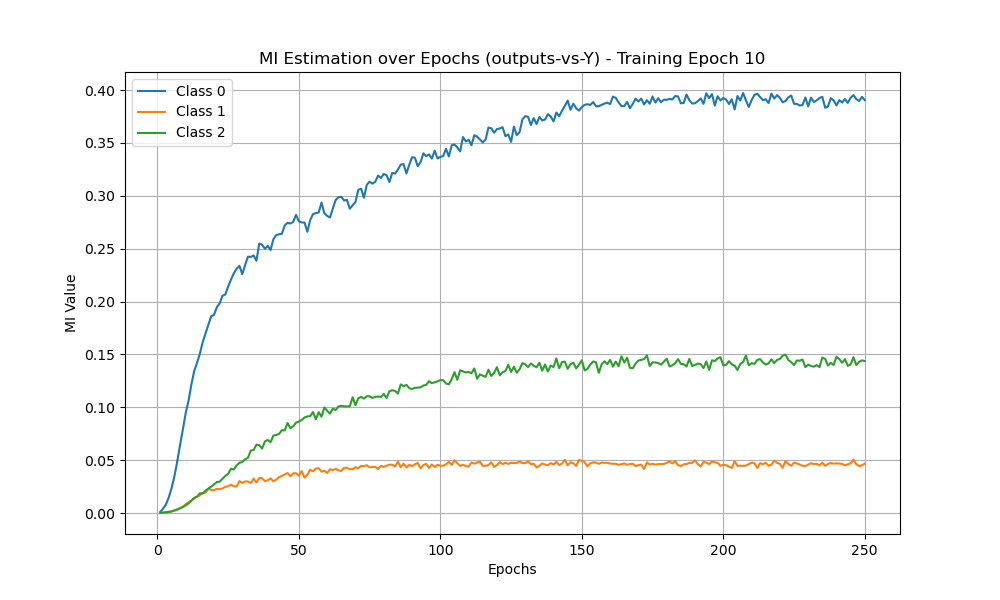 MI Estimation over Epochs (outputs-vs-Y) - Training Epoch 10
Class 0
Class 1
Class 2
MI Value
0.40
0.35
0.30
0.25
0.20
0.15
0.10
0.05
0.00
0 50 100 150 200 250
Epochs